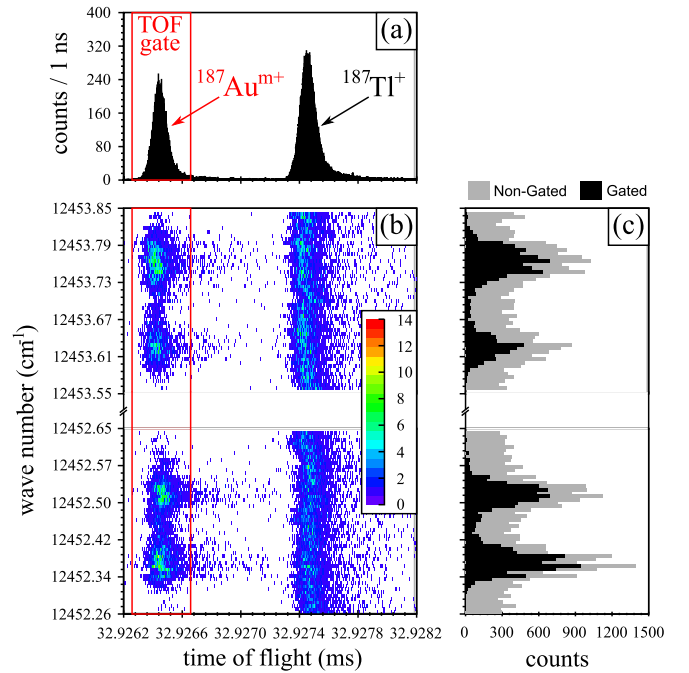 400
320
240
160
80
0
counts / 1 ns
TOF
gate
(a)
187Auᵐ⁺
187Tl⁺
Non-Gated
Gated
12453.85
12453.79
12453.73
12453.67
12453.61
12453.55
12452.65
12452.57
12452.50
12452.42
12452.34
12452.26
wave number (cm⁻¹)
(b)
14
12
10
8
6
4
2
0
(c)
32.9262
32.9266
32.9270
32.9274
32.9278
32.9282
time of flight (ms)
0
300
600
900
1200
1500
counts